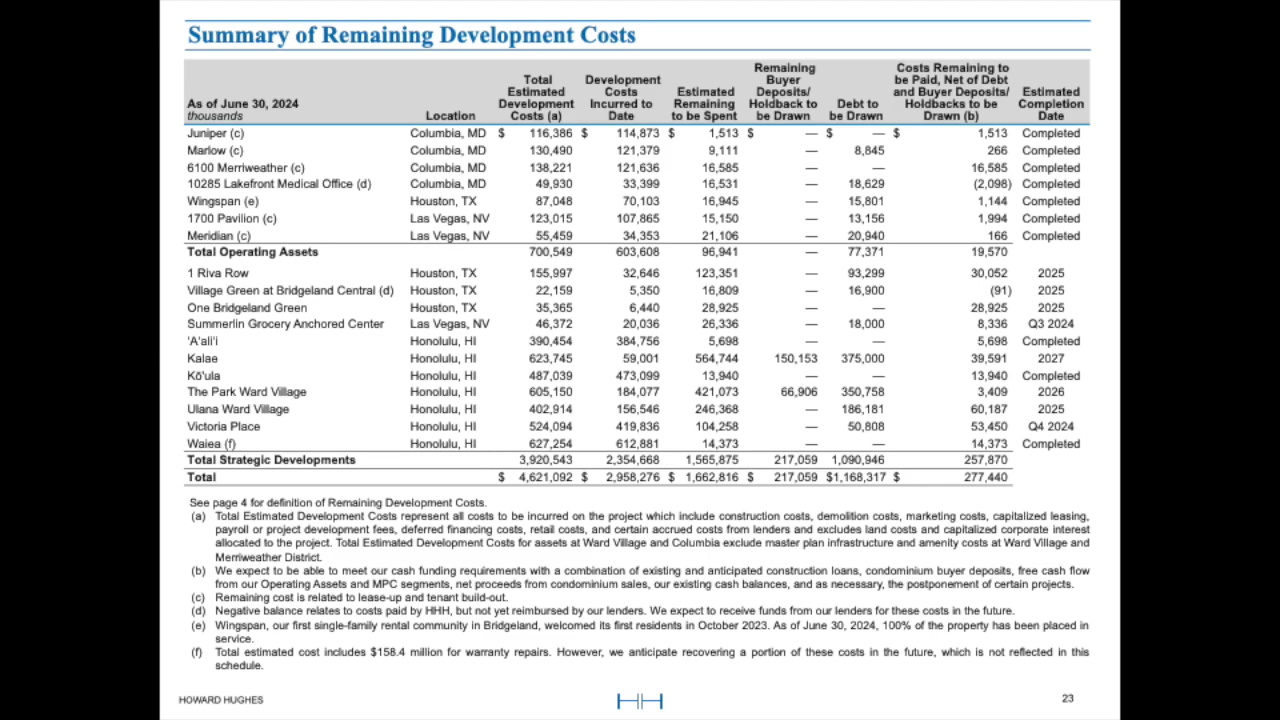 Summary of Remaining Development Costs
As of June 30, 2024
thousands
Location
Total Estimated Development Costs (a)
Development Costs Incurred to Date
Estimated Remaining to be Spent
Remaining Buyer Deposits/ Holdback to be Drawn
Debt to be Drawn
Costs Remaining to be Paid, Net of Debt and Buyer Deposits/ Holdbacks to be Drawn (b)
Estimated Completion Date
Juniper (c) Columbia, MD $ 116,386 $ 114,873 $ 1,513 $ — $ — $ 1,513 Completed
Marlow (c) Columbia, MD 130,490 121,379 9,111 — 8,845 266 Completed
6100 Merriweather (c) Columbia, MD 138,221 121,636 16,585 — — 16,585 Completed
10285 Lakefront Medical Office (d) Columbia, MD 49,930 33,399 16,531 — 18,629 (2,098) Completed
Wingspan (e) Houston, TX 87,048 70,103 16,945 — 15,801 1,144 Completed
1700 Pavilion (c) Las Vegas, NV 123,015 107,865 15,150 — 13,156 1,994 Completed
Meridian (c) Las Vegas, NV 55,459 34,353 21,106 — 20,940 166 Completed
Total Operating Assets 700,549 603,608 96,941 — 77,371 19,570
1 Riva Row Houston, TX 155,997 32,646 123,351 — 93,299 30,052 2025
Village Green at Bridgeland Central (d) Houston, TX 22,159 5,350 16,809 — 16,900 (91) 2025
One Bridgeland Green Houston, TX 35,365 6,440 28,925 — — 28,925 2025
Summerlin Grocery Anchored Center Las Vegas, NV 46,372 20,036 26,336 — 18,000 8,336 Q3 2024
'A'ali'i Honolulu, HI 390,454 384,756 5,698 — — 5,698 Completed
Kalae Honolulu, HI 623,745 59,001 564,744 150,153 375,000 39,591 2027
Kō'ula Honolulu, HI 487,039 473,099 13,940 — — 13,940 Completed
The Park Ward Village Honolulu, HI 605,150 184,077 421,073 66,906 350,758 3,409 2026
Ulana Ward Village Honolulu, HI 402,914 156,546 246,368 — 186,181 60,187 2025
Victoria Place Honolulu, HI 524,094 419,836 104,258 — 50,808 53,450 Q4 2024
Waiea (f) Honolulu, HI 627,254 612,881 14,373 — — 14,373 Completed
Total Strategic Developments 3,920,543 2,354,668 1,565,875 217,059 1,090,946 257,870
Total $ 4,621,092 $ 2,958,276 $ 1,662,816 $ 217,059 $1,168,317 $ 277,440
See page 4 for definition of Remaining Development Costs.
(a) Total Estimated Development Costs represent all costs to be incurred on the project which include construction costs, demolition costs, marketing costs, capitalized leasing,
payroll or project development fees, deferred financing costs, retail costs, and certain accrued costs from lenders and excludes land costs and capitalized corporate interest
allocated to the project. Total Estimated Development Costs for assets at Ward Village and Columbia exclude master plan infrastructure and amenity costs at Ward Village and
Merriweather District.
(b) We expect to be able to meet our cash funding requirements with a combination of existing and anticipated construction loans, condominium buyer deposits, free cash flow
from our Operating Assets and MPC segments, net proceeds from condominium sales, our existing cash balances, and as necessary, the postponement of certain projects.
(c) Remaining cost is related to lease-up and tenant build-out.
(d) Negative balance relates to costs paid by HHH, but not yet reimbursed by our lenders. We expect to receive funds from our lenders for these costs in the future.
(e) Wingspan, our first single-family rental community in Bridgeland, welcomed its first residents in October 2023. As of June 30, 2024, 100% of the property has been placed in
service.
(f) Total estimated cost includes $158.4 million for warranty repairs. However, we anticipate recovering a portion of these costs in the future, which is not reflected in this
schedule.
HOWARD HUGHES
23